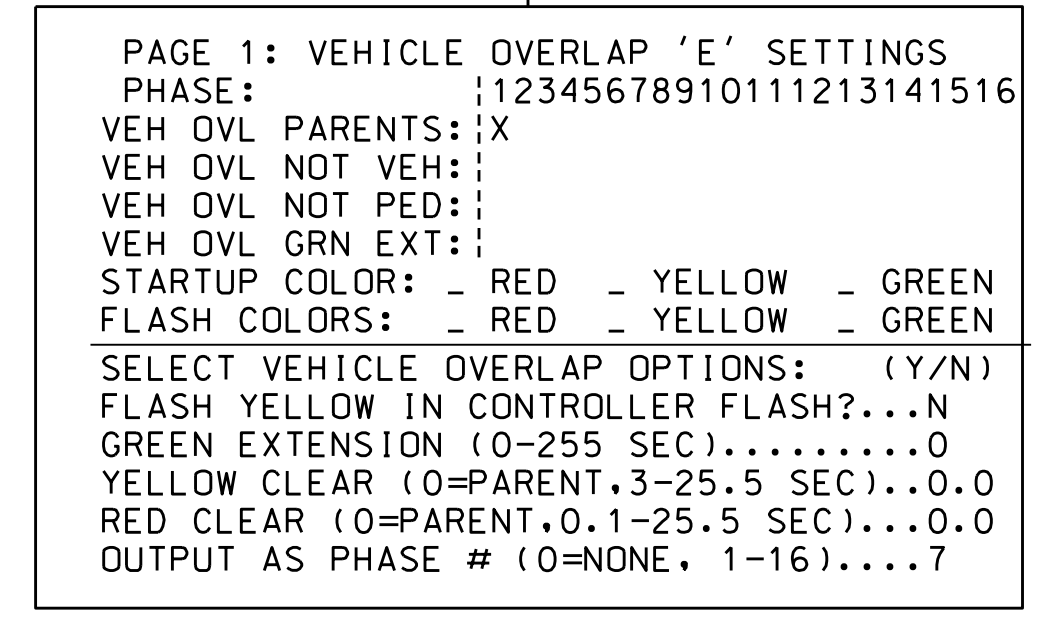 PAGE 1: VEHICLE OVERLAP 'E' SETTINGS
PHASE: ¦12345678910111213141516
VEH OVL PARENTS:¦X
VEH OVL NOT VEH:¦
VEH OVL NOT PED:¦
VEH OVL GRN EXT:¦
STARTUP COLOR: _ RED _ YELLOW _ GREEN
FLASH COLORS: _ RED _ YELLOW _ GREEN
SELECT VEHICLE OVERLAP OPTIONS: (Y/N)
FLASH YELLOW IN CONTROLLER FLASH?...N
GREEN EXTENSION (0-255 SEC).........0
YELLOW CLEAR (0=PARENT,3-25.5 SEC)..0.0
RED CLEAR (0=PARENT,0.1-25.5 SEC)...0.0
OUTPUT AS PHASE # (0=NONE, 1-16)....7